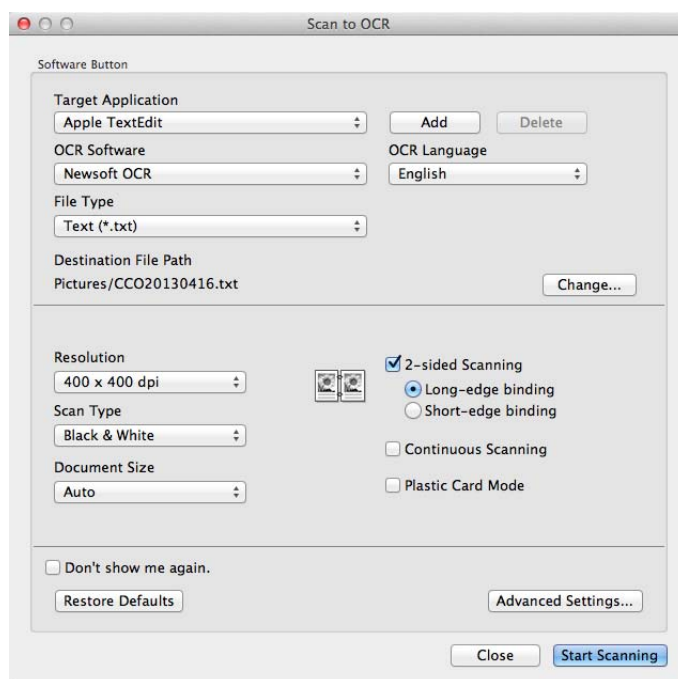 Scan to OCR
Software Button
Target Application
Apple TextEdit
Add
Delete
OCR Software
OCR Language
Newsoft OCR
English
File Type
Text (*.txt)
Destination File Path
Pictures/CCO20130416.txt
Change...
Resolution
400 x 400 dpi
2-sided Scanning
Long-edge binding
Short-edge binding
Scan Type
Black & White
Continuous Scanning
Document Size
Auto
Plastic Card Mode
Don't show me again.
Restore Defaults
Advanced Settings...
Close
Start Scanning